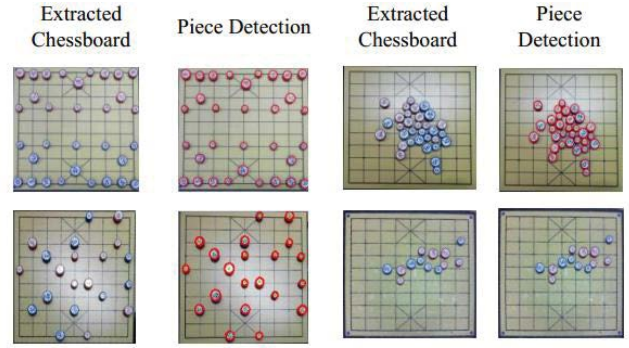 Extracted
Chessboard
Piece Detection
Extracted
Chessboard
Piece
Detection